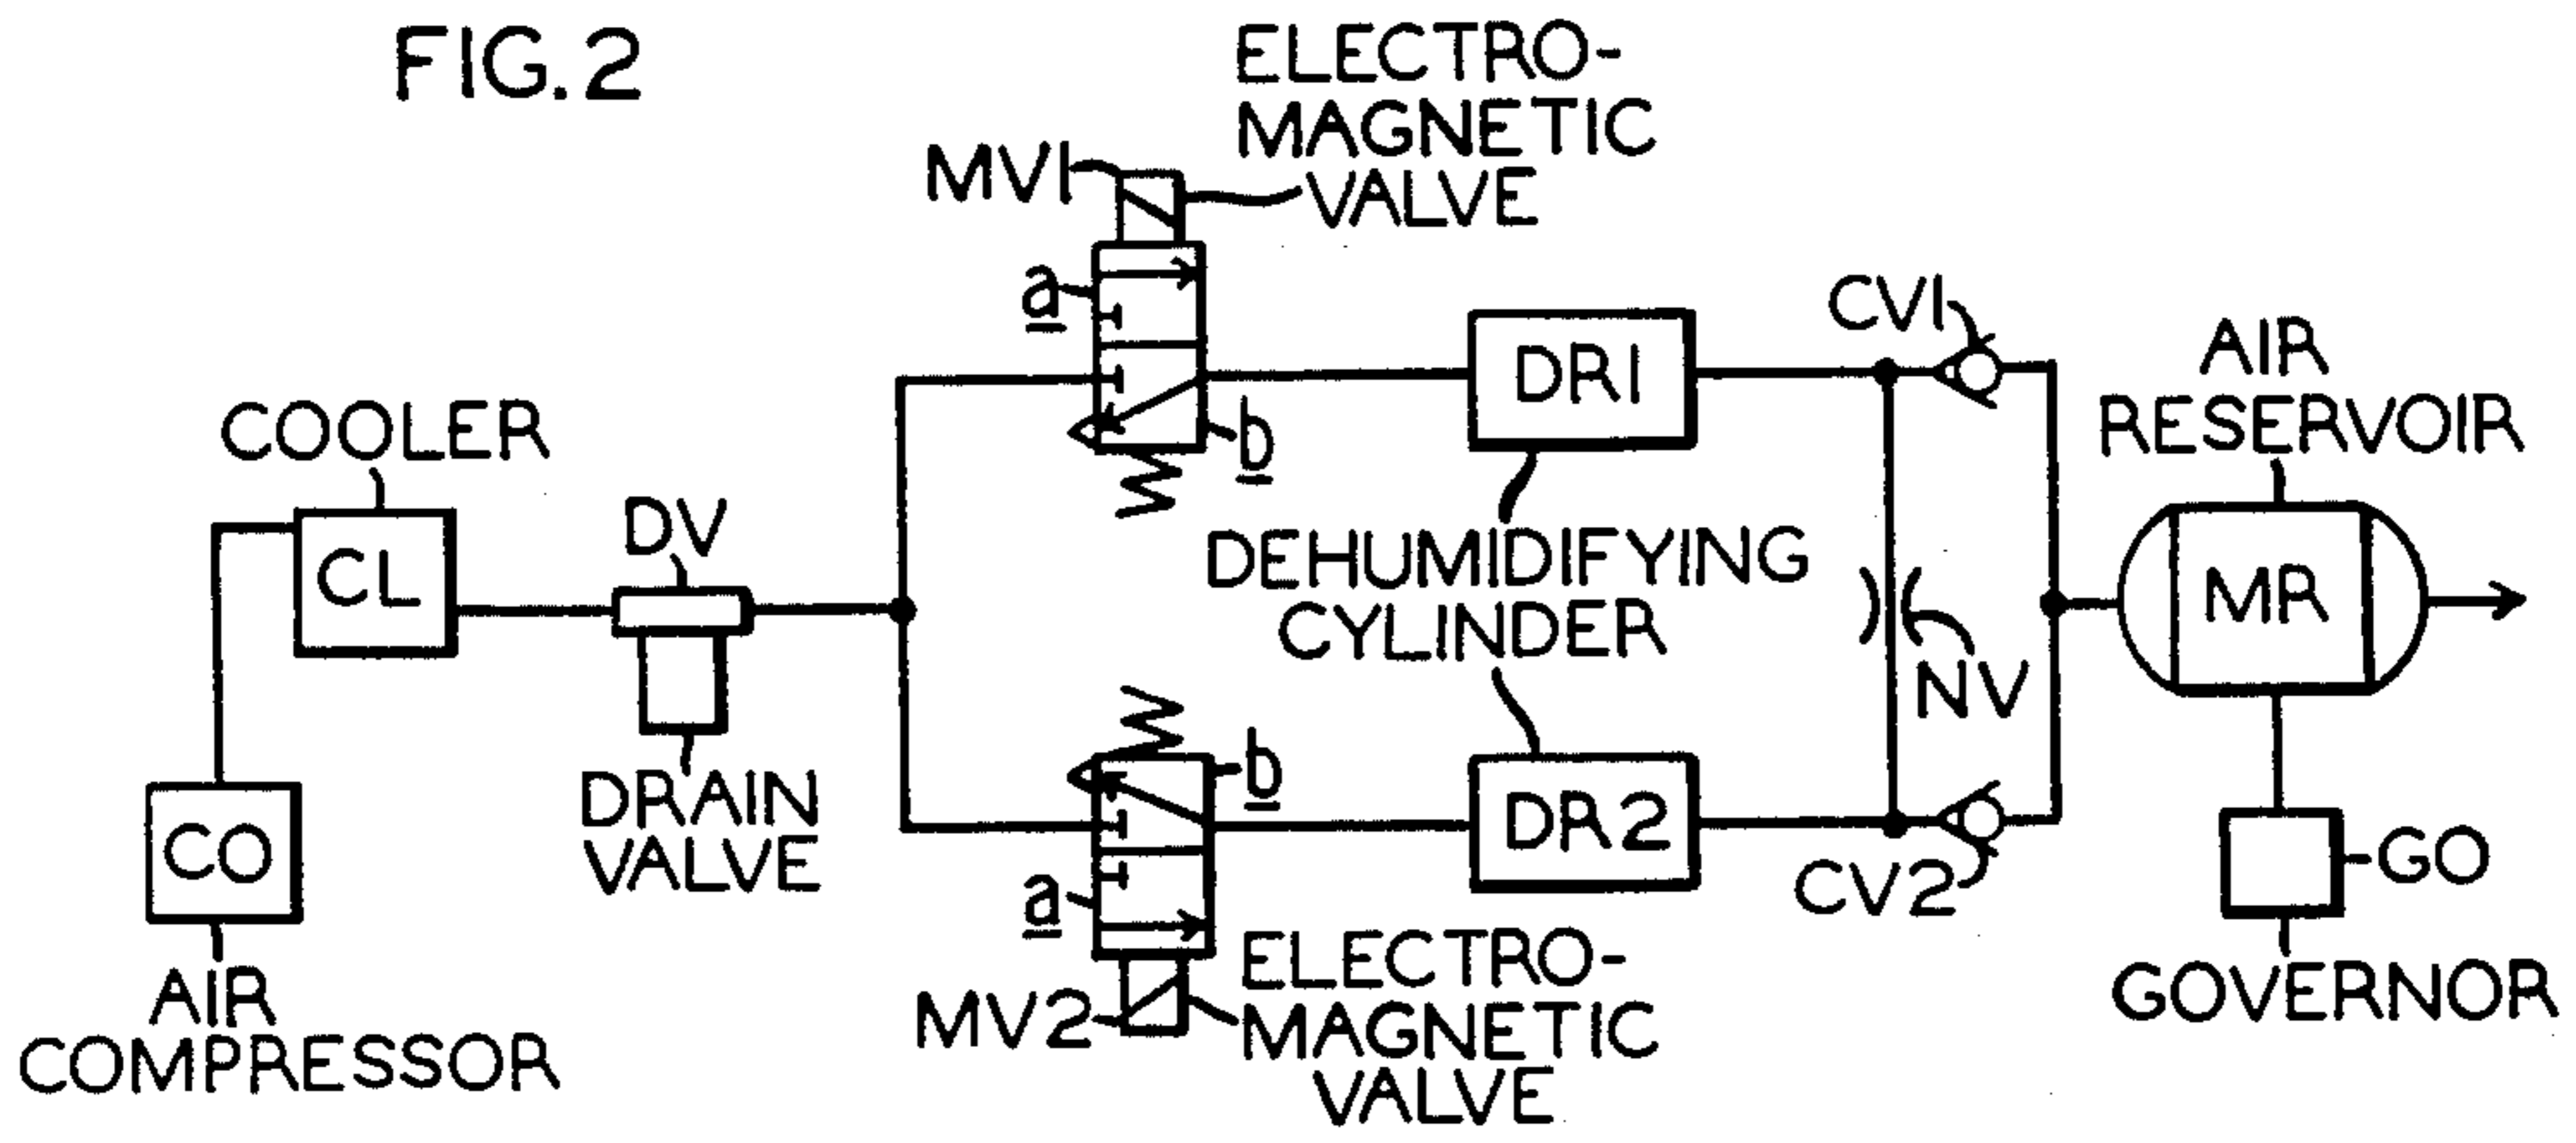 FIG.2
ELECTRO-
MAGNETIC
VALVE
MV1
a
b
CV1
AIR
RESERVOIR
DR1
COOLER
CL
DV
DEHUMIDIFYING
CYLINDER
MR
NV
DRAIN
VALVE
b
a
DR2
CV2
GO
GOVERNOR
CO
AIR
COMPRESSOR
MV2
ELECTRO-
MAGNETIC
VALVE